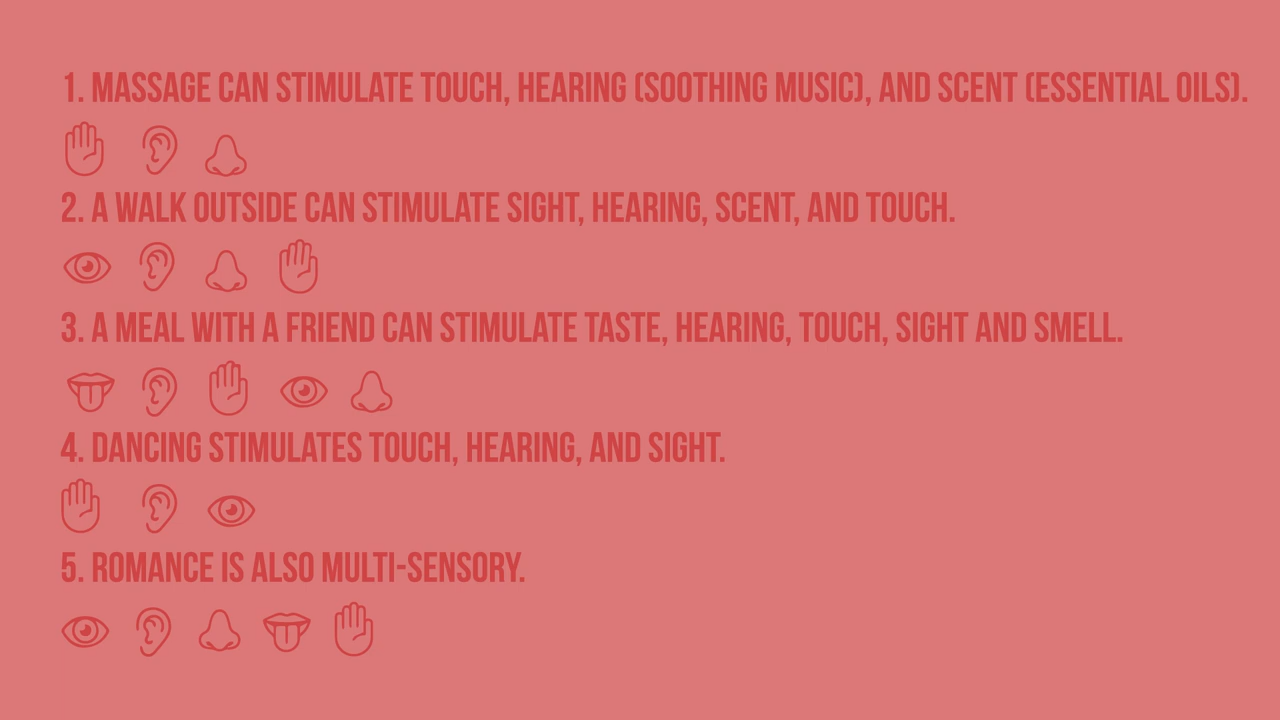 1. MASSAGE CAN STIMULATE TOUCH, HEARING (SOOTHING MUSIC), AND SCENT (ESSENTIAL OILS).
2. A WALK OUTSIDE CAN STIMULATE SIGHT, HEARING, SCENT, AND TOUCH.
3. A MEAL WITH A FRIEND CAN STIMULATE TASTE, HEARING, TOUCH, SIGHT AND SMELL.
4. DANCING STIMULATES TOUCH, HEARING, AND SIGHT.
5. ROMANCE IS ALSO MULTI-SENSORY.